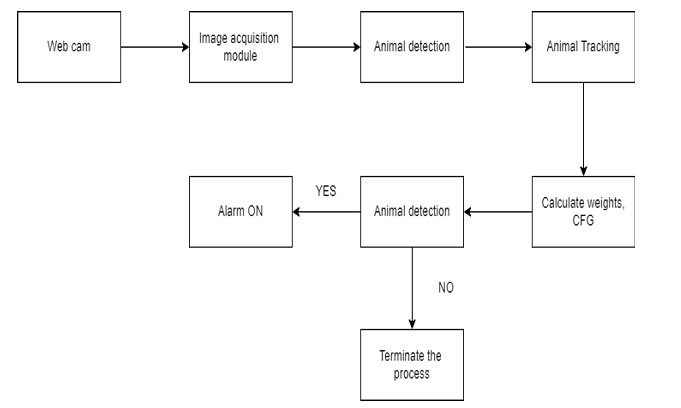 Web cam
Image acquisition
module
Animal detection
Animal Tracking
Calculate weights,
CFG
Animal detection
YES
Alarm ON
NO
Terminate the
process